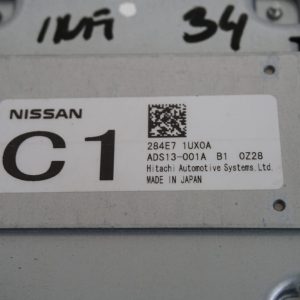 INFI 34
NISSAN
C1
284E7 1UX0A
ADS13-001A B1 0Z28
Hitachi Automotive Systems, Ltd.
MADE IN JAPAN